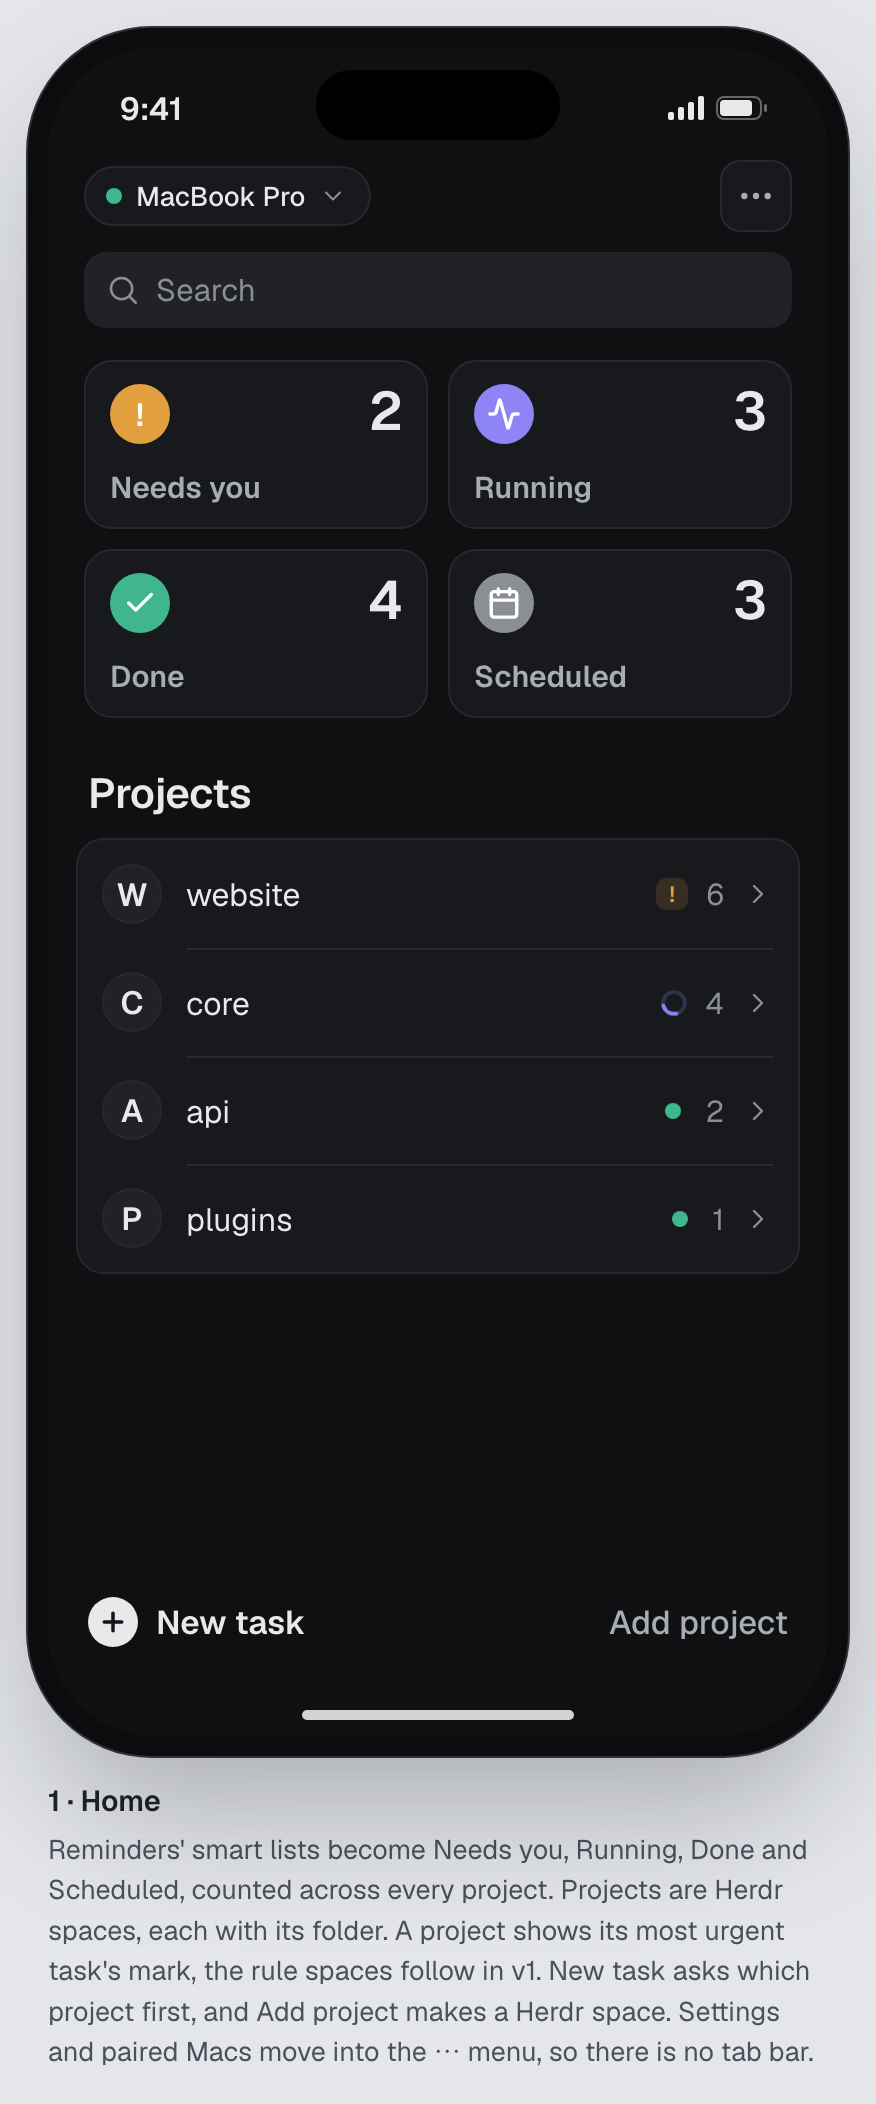 9:41
MacBook Pro
Search
! 2
Needs you
3
Running
4
Done
3
Scheduled
Projects
W website ! 6
C core 4
A api 2
P plugins 1
New task Add project
1 · Home
Reminders' smart lists become Needs you, Running, Done and
Scheduled, counted across every project. Projects are Herdr
spaces, each with its folder. A project shows its most urgent
task's mark, the rule spaces follow in v1. New task asks which
project first, and Add project makes a Herdr space. Settings
and paired Macs move into the ··· menu, so there is no tab bar.